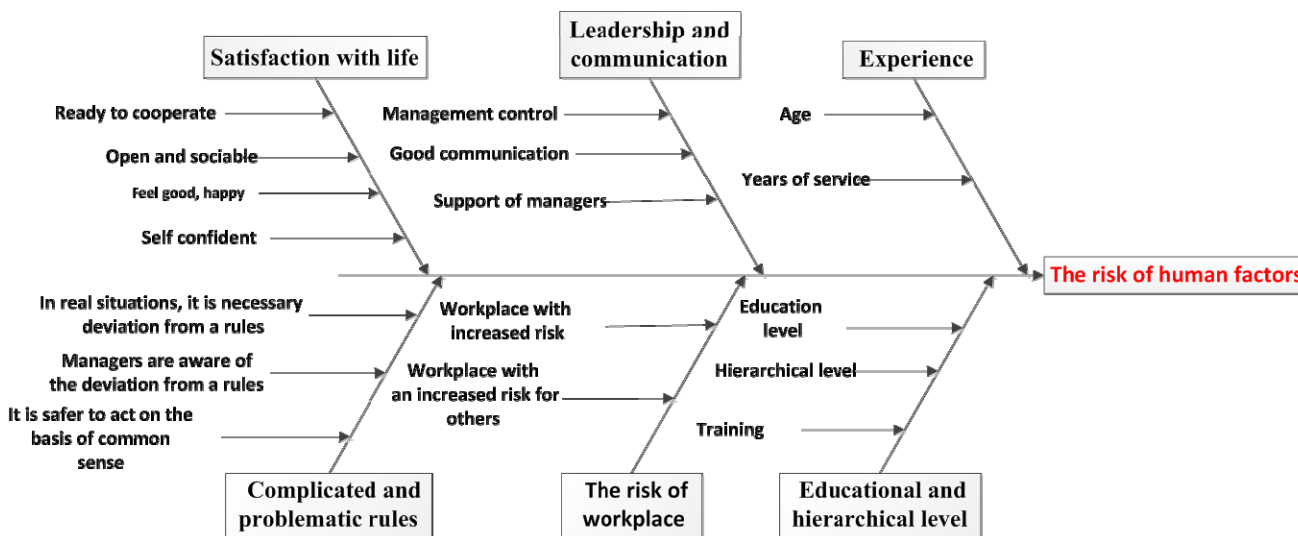 Satisfaction with life
Leadership and
communication
Experience
Ready to cooperate
Open and sociable
Feel good, happy
Self confident
Management control
Good communication
Support of managers
Age
Years of service
The risk of human factors
In real situations, it is necessary
deviation from a rules
Managers are aware of
the deviation from a rules
It is safer to act on the
basis of common
sense
Workplace with
increased risk
Workplace with
an increased risk for
others
Education
level
Hierarchical level
Training
Complicated and
problematic rules
The risk of
workplace
Educational and
hierarchical level